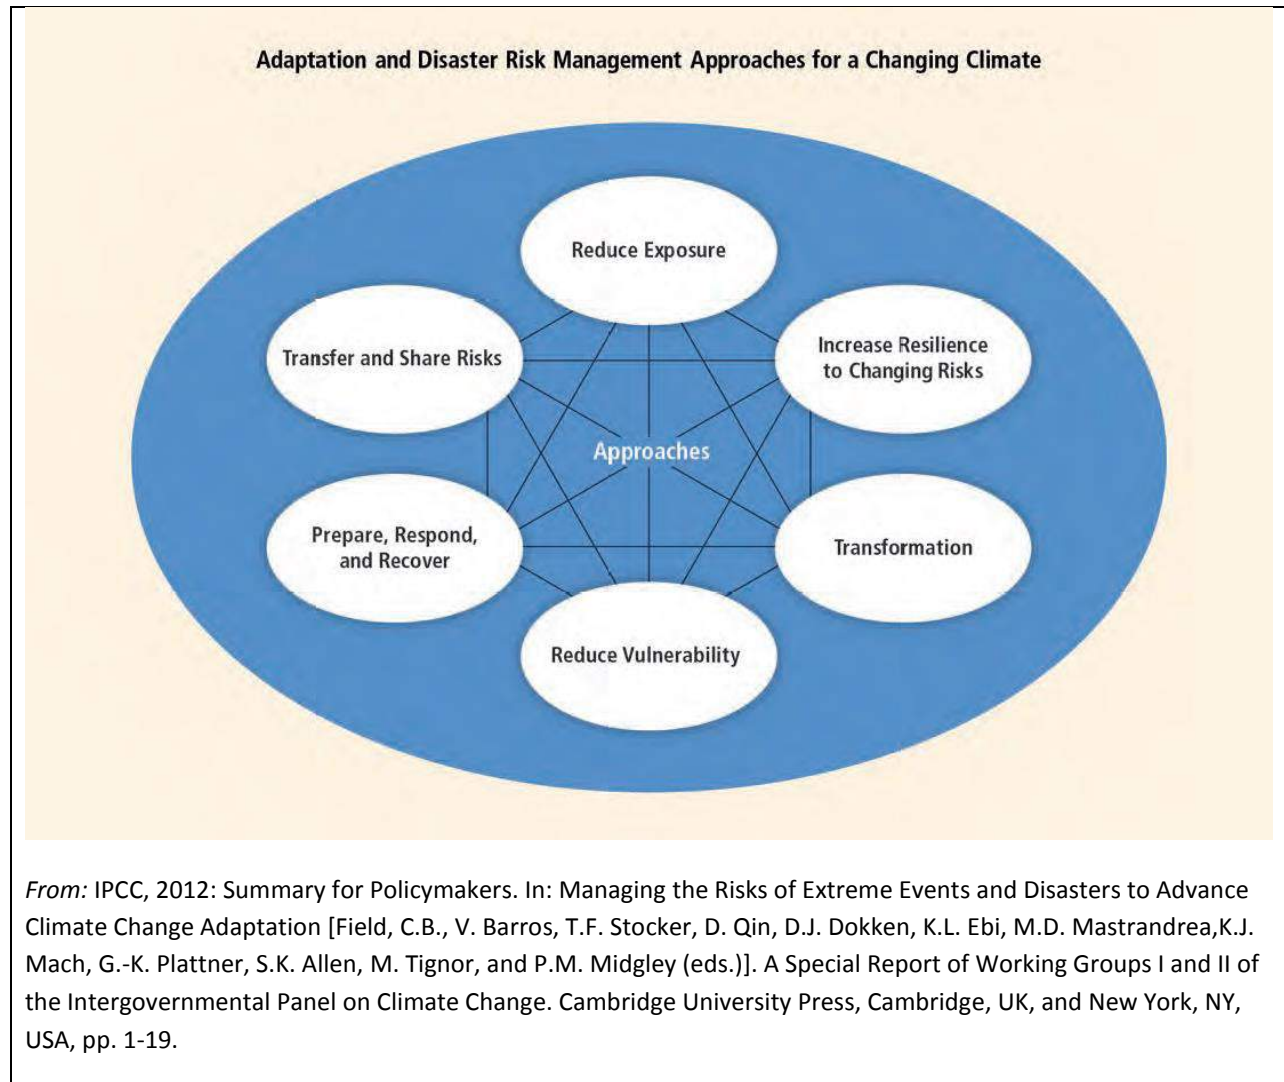 Adaptation and Disaster Risk Management Approaches for a Changing Climate
Reduce Exposure
Transfer and Share Risks
Increase Resilience
to Changing Risks
Approaches
Prepare, Respond,
and Recover
Transformation
Reduce Vulnerability
From: IPCC, 2012: Summary for Policymakers. In: Managing the Risks of Extreme Events and Disasters to Advance
Climate Change Adaptation [Field, C.B., V. Barros, T.F. Stocker, D. Qin, D.J. Dokken, K.L. Ebi, M.D. Mastrandrea,K.J.
Mach, G.-K. Plattner, S.K. Allen, M. Tignor, and P.M. Midgley (eds.)]. A Special Report of Working Groups I and II of
the Intergovernmental Panel on Climate Change. Cambridge University Press, Cambridge, UK, and New York, NY,
USA, pp. 1-19.